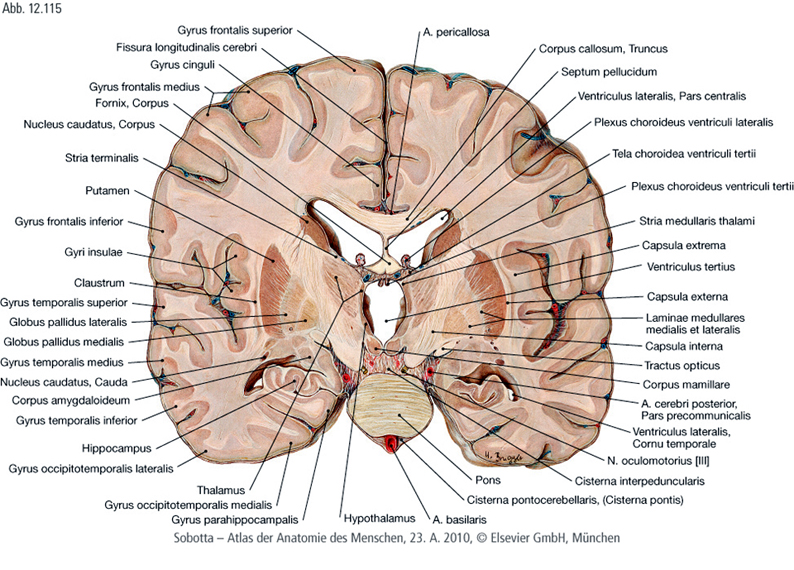 Abb. 12.115
Gyrus frontalis superior
Fissura longitudinalis cerebri
Gyrus cinguli
Gyrus frontalis medius
Fornix, Corpus
Nucleus caudatus, Corpus
Stria terminalis
Putamen
Gyrus frontalis inferior
Gyri insulae
Claustrum
Gyrus temporalis superior
Globus pallidus lateralis
Globus pallidus medialis
Gyrus temporalis medius
Nucleus caudatus, Cauda
Corpus amygdaloideum
Gyrus temporalis inferior
Hippocampus
Gyrus occipitotemporalis lateralis
Thalamus
Gyrus occipitotemporalis medialis
Gyrus parahippocampalis
Hypothalamus
A. pericallosa
Corpus callosum, Truncus
Septum pellucidum
Ventriculus lateralis, Pars centralis
Plexus choroideus ventriculi lateralis
Tela choroidea ventriculi tertii
Plexus choroideus ventriculi tertii
Stria medullaris thalami
Capsula extrema
Ventriculus tertius
Capsula externa
Laminae medullares
medialis et lateralis
Capsula interna
Tractus opticus
Corpus mamillare
A. cerebri posterior,
Pars precommunicalis
Ventriculus lateralis,
Cornu temporale
N. oculomotorius [III]
Cisterna interpeduncularis
Pons
Cisterna pontocerebellaris, (Cisterna pontis)
A. basilaris
Sobotta – Atlas der Anatomie des Menschen, 23. A. 2010, © Elsevier GmbH, München